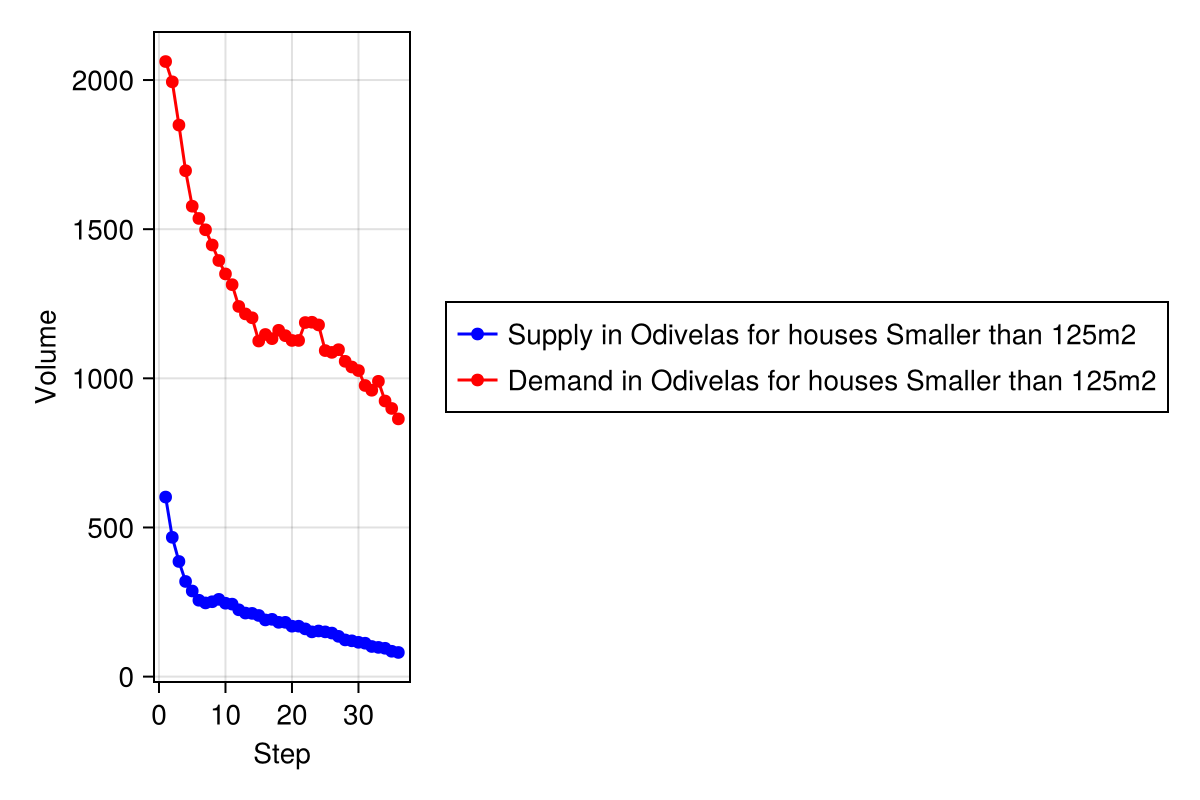 2000
1500
1000
500
0
Volume
0 10 20 30
Step
Supply in Odivelas for houses Smaller than 125m2
Demand in Odivelas for houses Smaller than 125m2